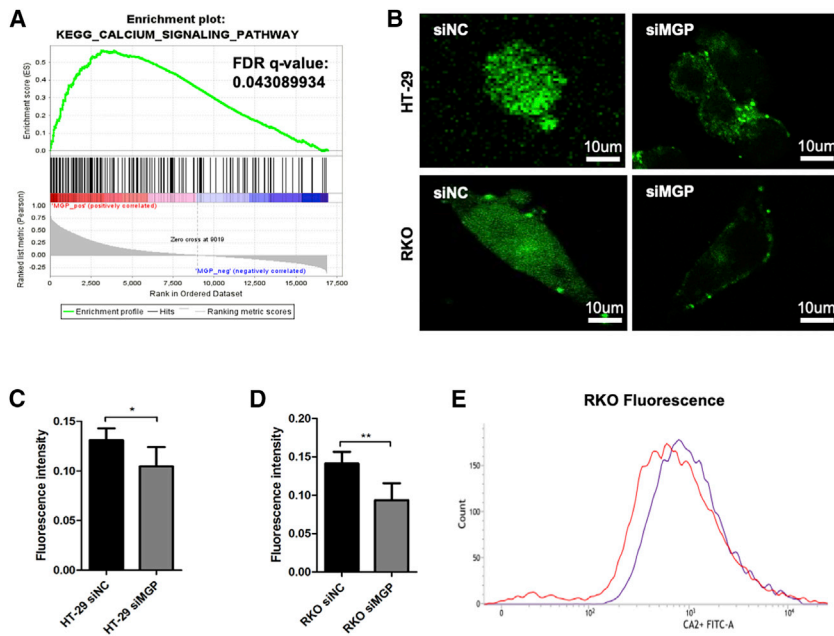 A
Enrichment plot:
KEGG_CALCIUM_SIGNALING_PATHWAY
FDR q-value:
0.043089934
Enrichment score (ES)
0.5
0.4
0.3
0.2
0.1
0.0
'MGP_pos' (positively correlated)
Zero cross at 9019
'MGP_neg' (negatively correlated)
Ranked list metric (Pearson)
1.00
0.75
0.50
0.25
0.00
-0.25
0 2,500 5,000 7,500 10,000 12,500 15,000 17,500
Rank in Ordered Dataset
Enrichment profile Hits Ranking metric scores
B
siNC siMGP
HT-29
10um 10um
siNC siMGP
RKO
10um 10um
C
*
Fluorescence intensity
0.15
0.10
0.05
0.00
HT-29 siNC
HT-29 siMGP
D
**
Fluorescence intensity
0.20
0.15
0.10
0.05
0.00
RKO siNC
RKO siMGP
E
RKO Fluorescence
Count
150
100
50
0
0 10² 10³ 10⁴
CA2+ FITC-A